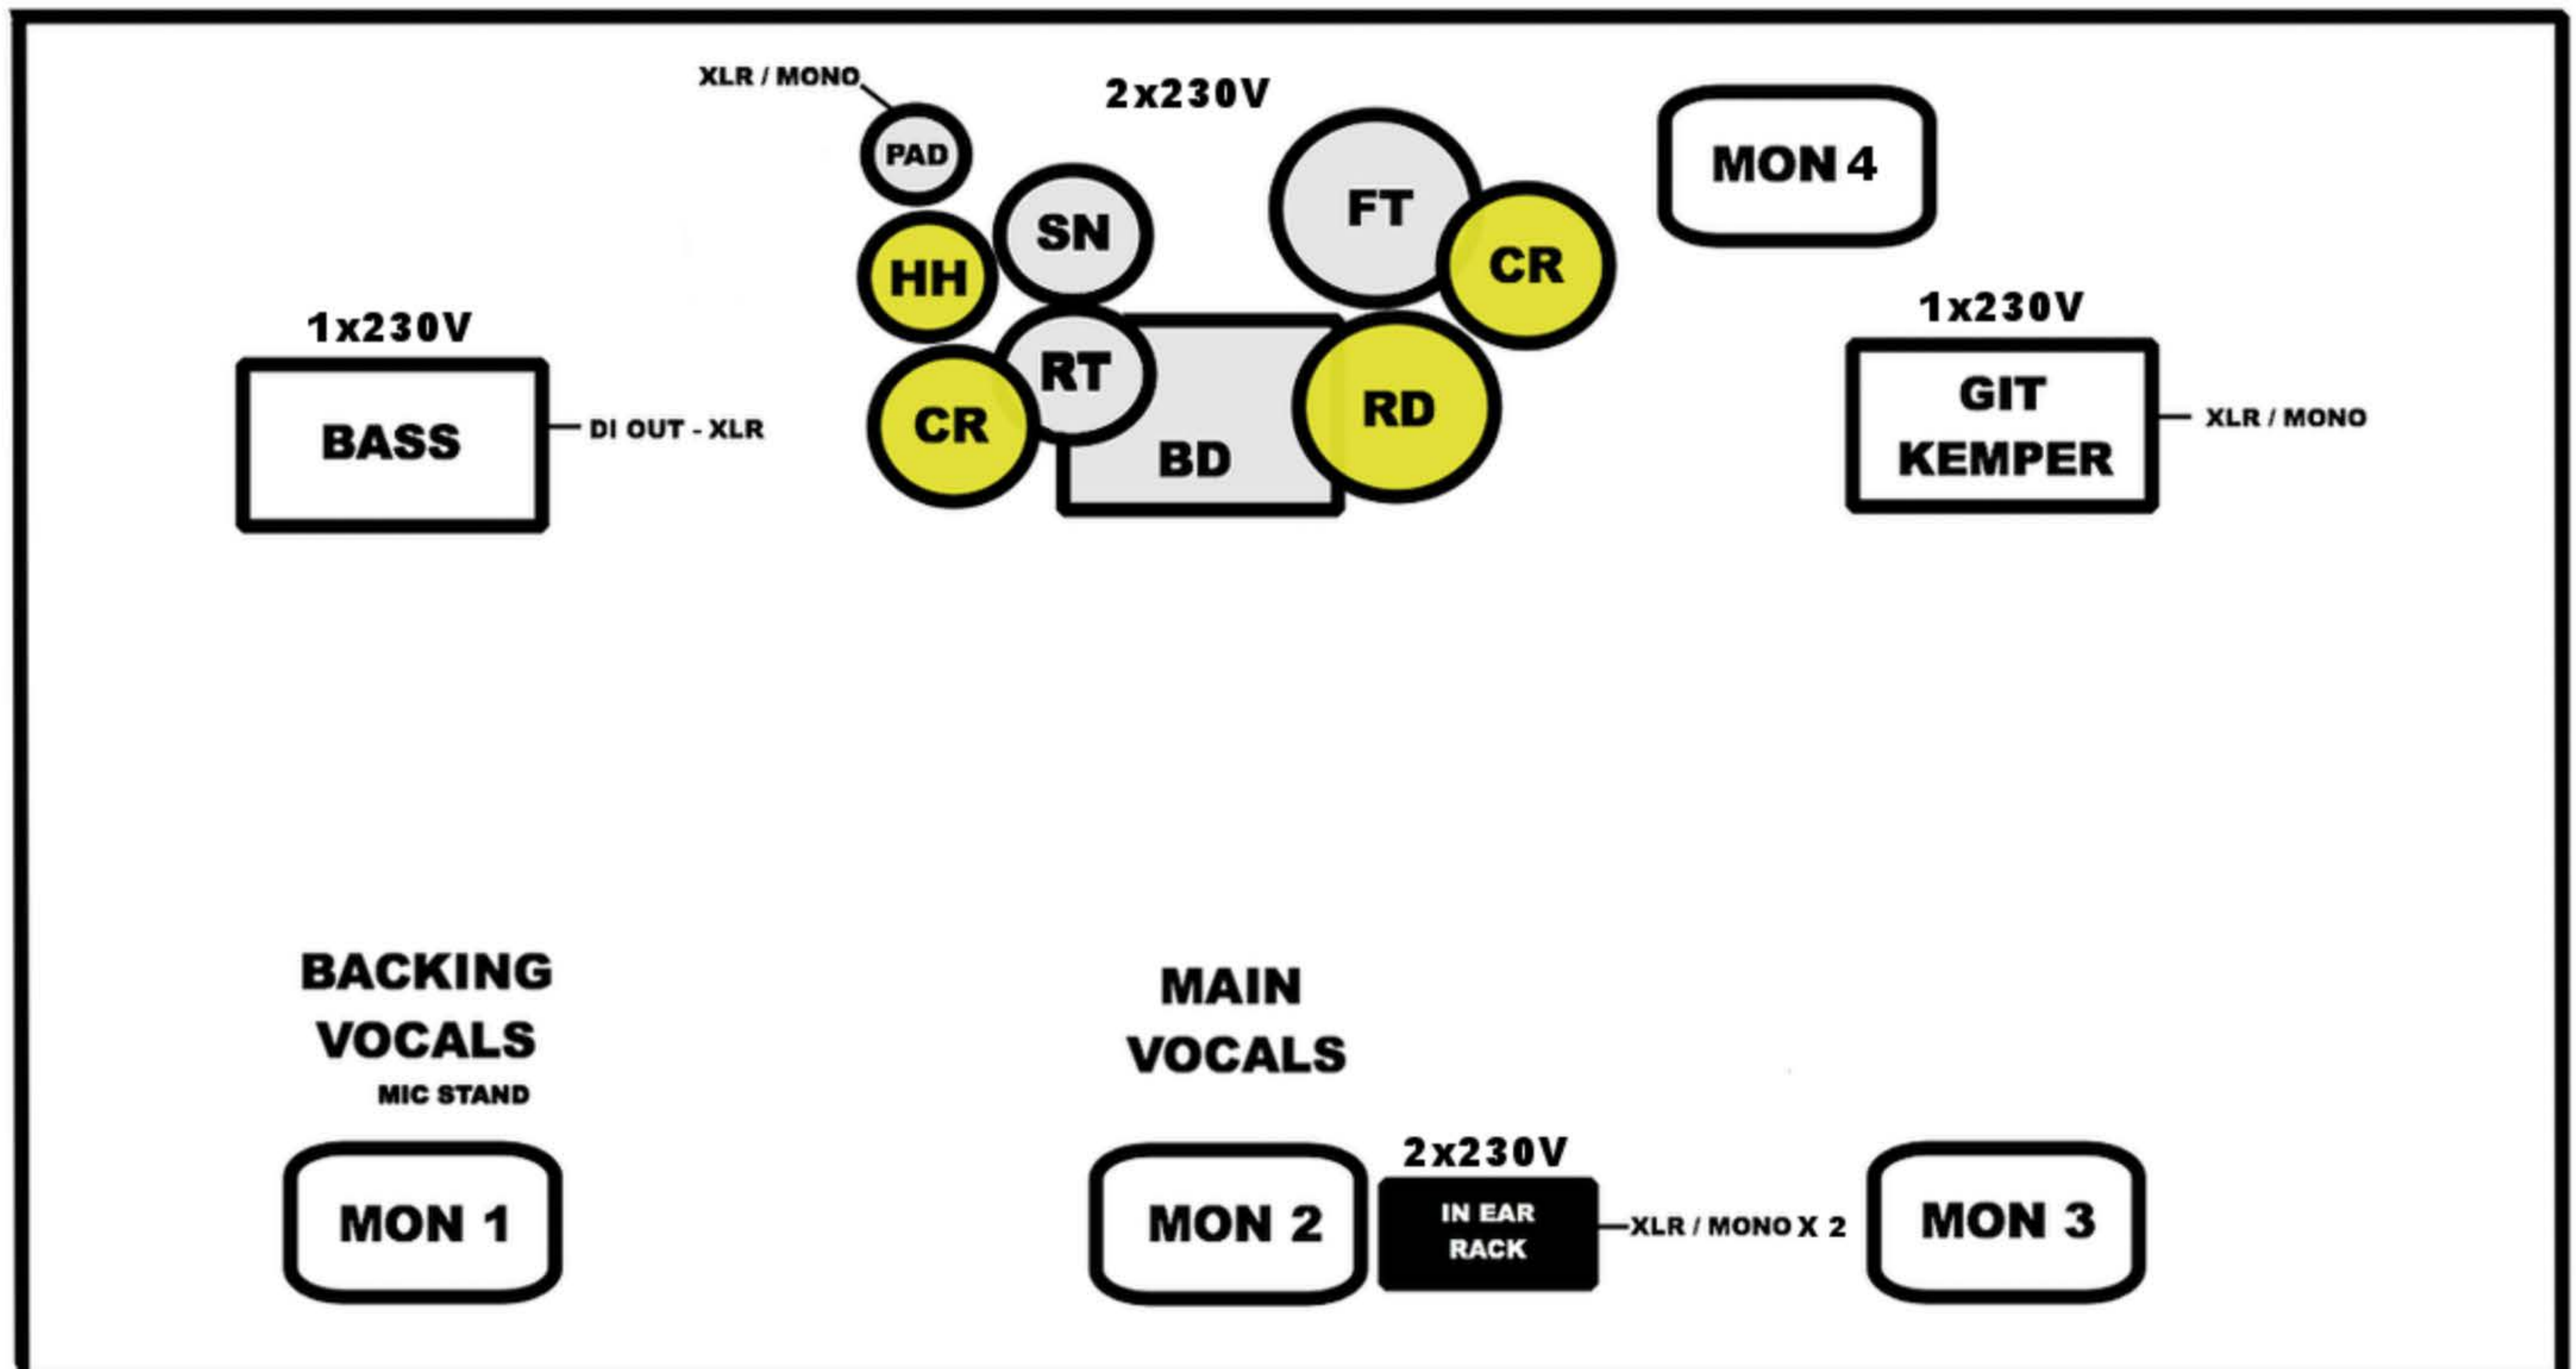 XLR / MONO
2x230V
PAD
MON 4
SN
FT
HH
CR
1x230V
1x230V
RT
GIT
KEMPER
XLR / MONO
BASS
DI OUT - XLR
CR
BD
RD
BACKING
VOCALS
MIC STAND
MAIN
VOCALS
2x230V
MON 1
MON 2
IN EAR
RACK
XLR / MONO X 2
MON 3